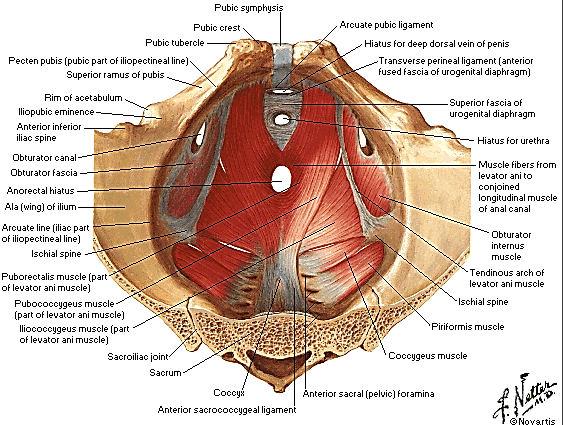 Pubic symphysis
Pubic crest
Arcuate pubic ligament
Pubic tubercle
Hiatus for deep dorsal vein of penis
Pecten pubis (pubic part of iliopectineal line)
Transverse perineal ligament (anterior
fused fascia of urogenital diaphragm)
Superior ramus of pubis
Rim of acetabulum
Superior fascia of
urogenital diaphragm
Iliopubic eminence
Anterior inferior
iliac spine
Hiatus for urethra
Obturator canal
Muscle fibers from
levator ani to
conjoined
longitudinal muscle
of anal canal
Obturator fascia
Anorectal hiatus
Ala (wing) of ilium
Arcuate line (iliac part
of iliopectineal line)
Obturator
internus
muscle
Ischial spine
Tendinous arch of
levator ani muscle
Puborectalis muscle (part
of levator ani muscle)
Ischial spine
Pubococcygeus muscle
(part of levator ani muscle)
Piriformis muscle
Iliococcygeus muscle (part
of levator ani muscle)
Coccygeus muscle
Sacroiliac joint
Sacrum
Coccyx
Anterior sacral (pelvic) foramina
Anterior sacrococcygeal ligament
F. Netter
M.D.
©Novartis